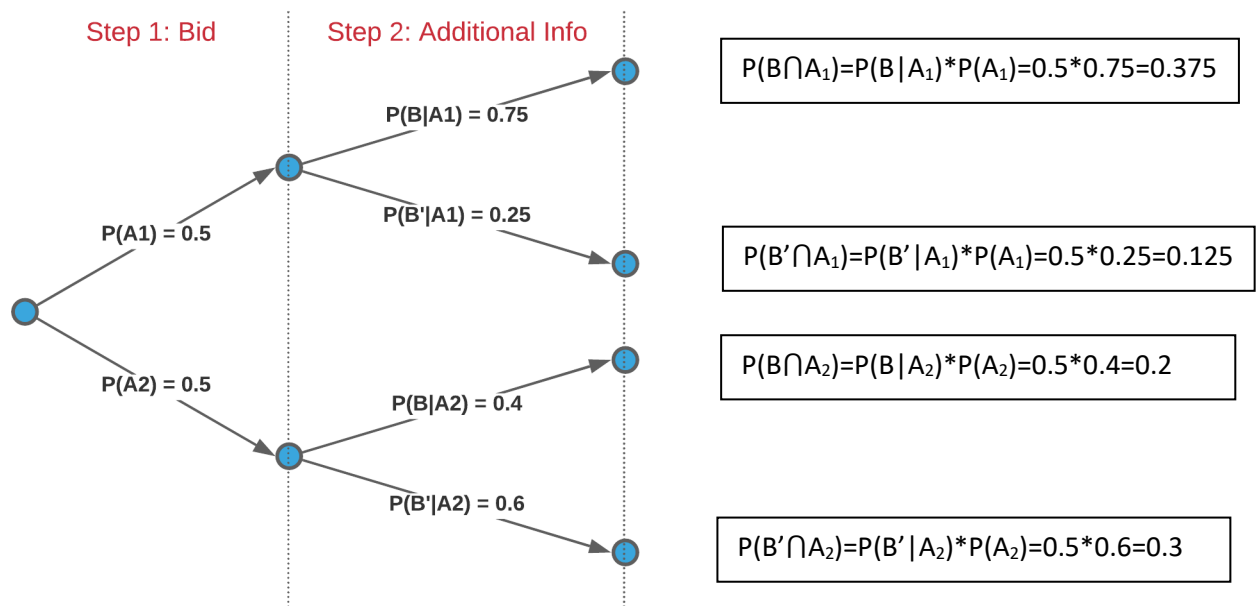 Step 1: Bid
Step 2: Additional Info
P(B⋂A₁)=P(B|A₁)*P(A₁)=0.5*0.75=0.375
P(B|A1) = 0.75
P(B'|A1) = 0.25
P(A1) = 0.5
P(B’⋂A₁)=P(B’|A₁)*P(A₁)=0.5*0.25=0.125
P(B⋂A₂)=P(B|A₂)*P(A₂)=0.5*0.4=0.2
P(A2) = 0.5
P(B|A2) = 0.4
P(B'|A2) = 0.6
P(B’⋂A₂)=P(B’|A₂)*P(A₂)=0.5*0.6=0.3